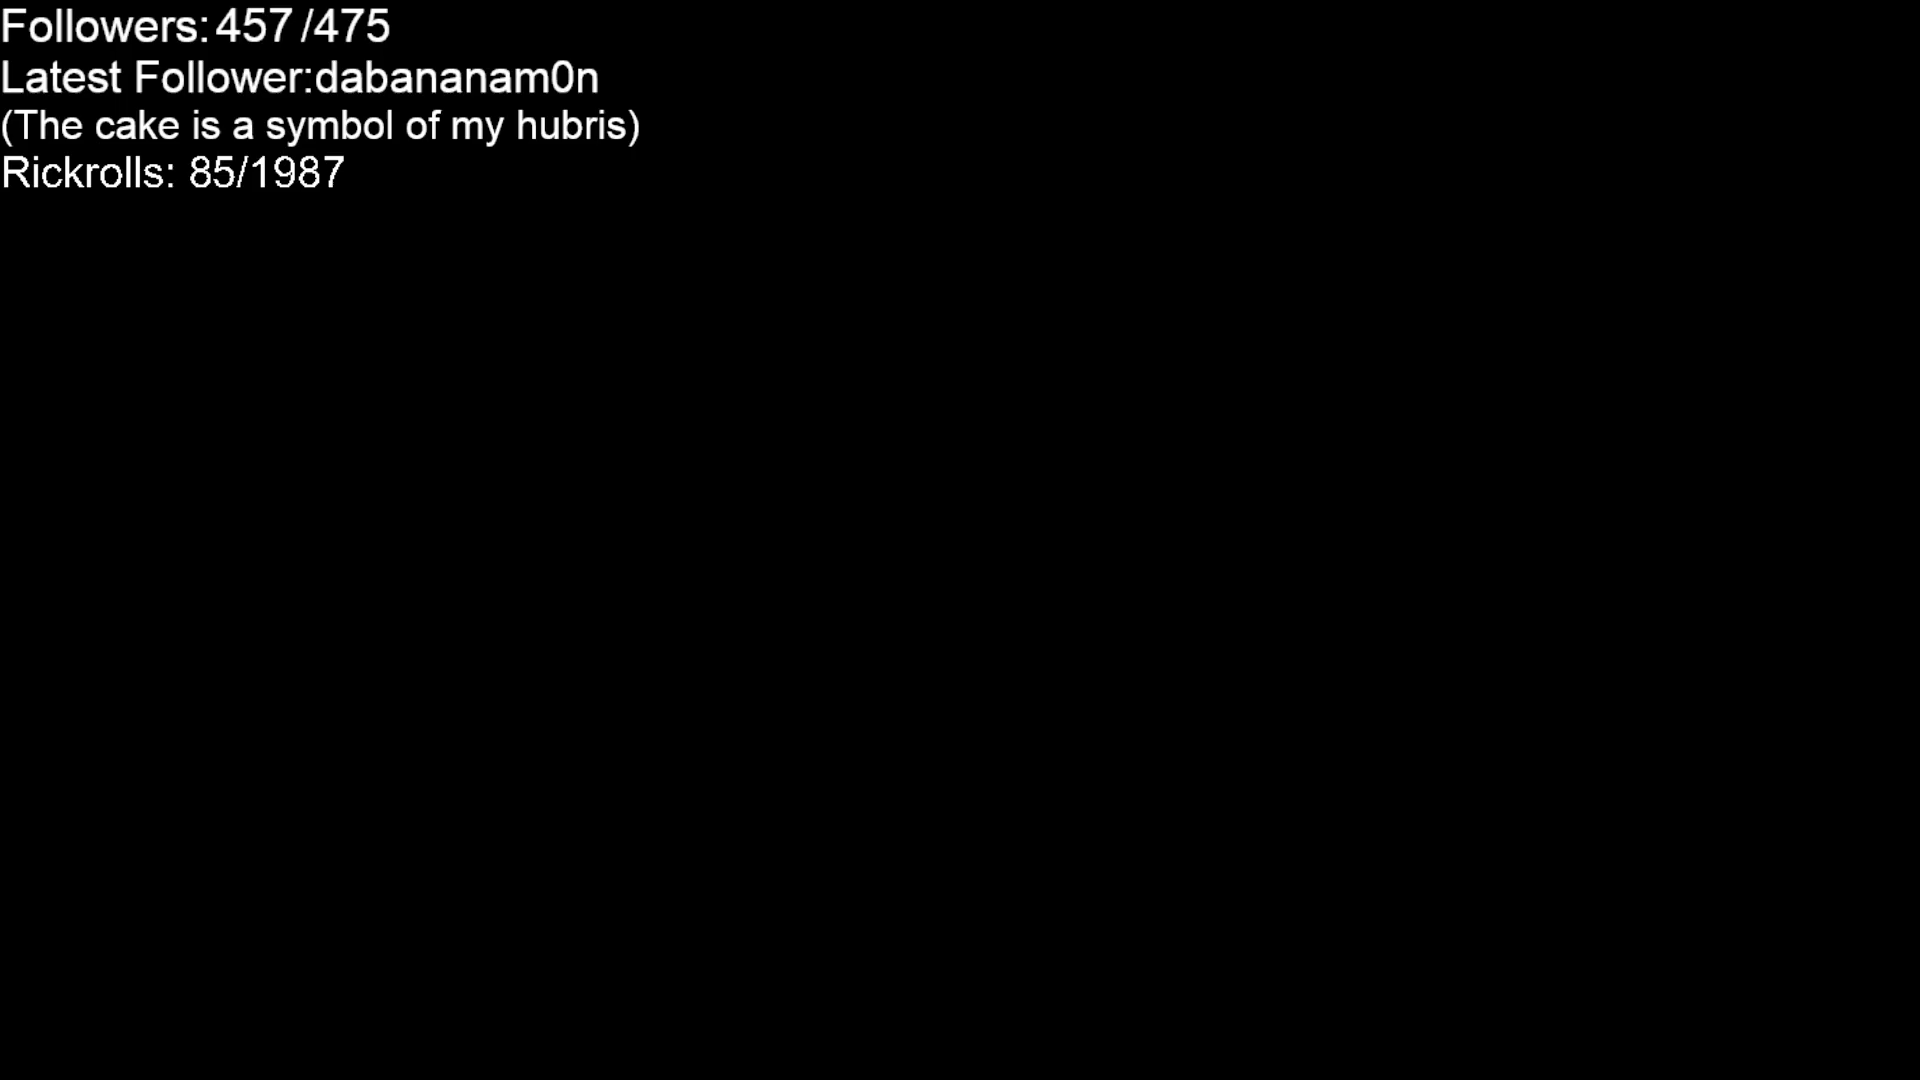 Followers: 457 /475
Latest Follower:dabananam0n
(The cake is a symbol of my hubris)
Rickrolls: 85/1987